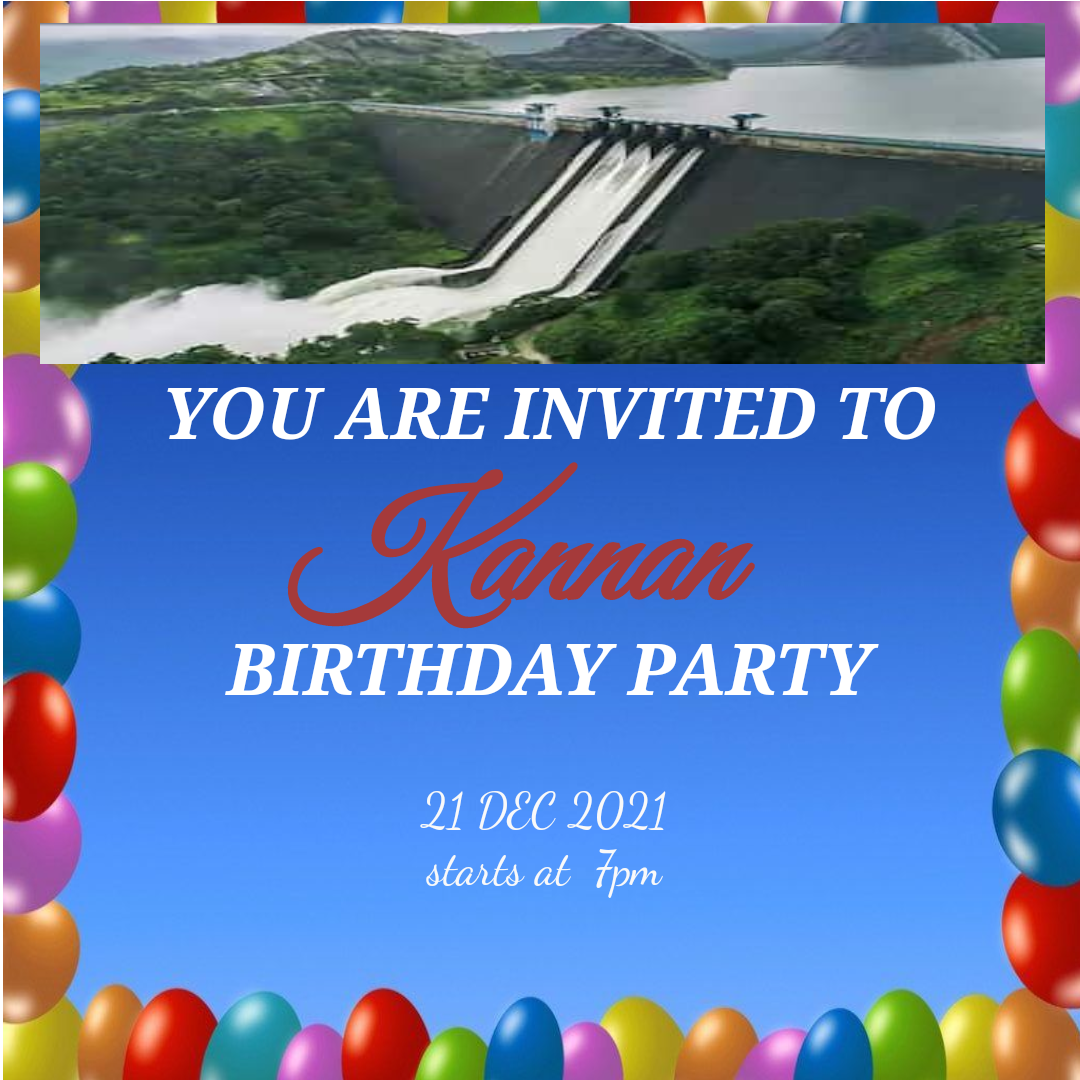 YOU ARE INVITED TO
Kannan
BIRTHDAY PARTY
21 DEC 2021
starts at 7pm